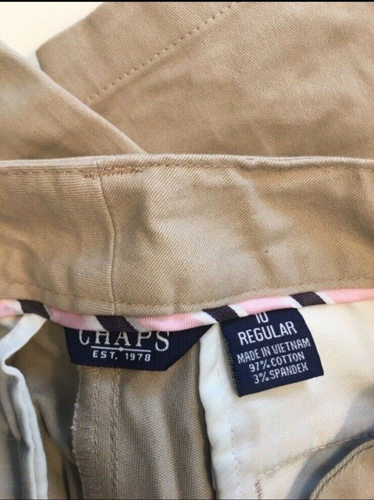 CHAPS
EST. 1978
10
REGULAR
MADE IN VIETNAM
97% COTTON
3% SPANDEX